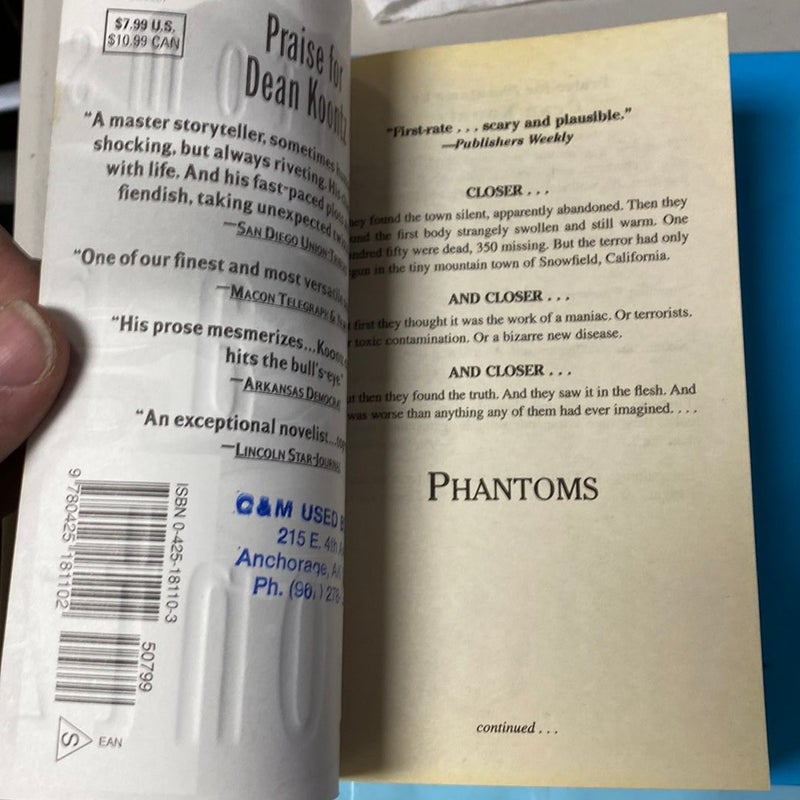 $7.99 U.S.
$10.99 CAN
Praise for
Dean Koontz
"A master storyteller, sometimes
shocking, but always riveting. His
with life. And his fast-paced
fiendish, taking unexpected
—SAN DIEGO UNION-
"One of our finest and most versatile
—MACON TELEGRAPH &
"His prose mesmerizes...
hits the bull's-eye"
—ARKANSAS
"An exceptional novelist...
—LINCOLN STAR-JOURNAL
ISBN 0-425-18110-3
9 780425 181102
50799
S EAN
C&M USED
215 E. 4th
Anchorage,
Ph.
"First-rate . . . scary and plausible."
—Publishers Weekly
CLOSER . . .
found the town silent, apparently abandoned. Then they
the first body strangely swollen and still warm. One
fifty were dead, 350 missing. But the terror had only
in the tiny mountain town of Snowfield, California.
AND CLOSER . . .
first they thought it was the work of a maniac. Or terrorists.
toxic contamination. Or a bizarre new disease.
AND CLOSER . . .
then they found the truth. And they saw it in the flesh. And
was worse than anything any of them had ever imagined. . . .
PHANTOMS
continued . . .